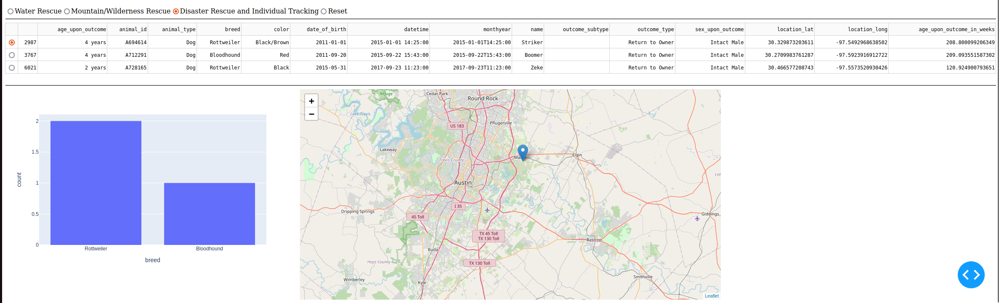 Water Rescue Mountain/Wilderness Rescue Disaster Rescue and Individual Tracking Reset
age_upon_outcome animal_id animal_type breed color date_of_birth datetime monthyear name outcome_subtype outcome_type sex_upon_outcome location_lat location_long age_upon_outcome_in_weeks
2987 4 years A694614 Dog Rottweiler Black/Brown 2011-01-01 2015-01-01 14:25:00 2015-01-01T14:25:00 Striker Return to Owner Intact Male 30.329873203611 -97.5492968638502 208.800099206349
3767 4 years A712291 Dog Bloodhound Red 2011-09-20 2015-09-22 15:43:00 2015-09-22T15:43:00 Boomer Return to Owner Intact Male 30.2709983761287 -97.5923916912722 209.093551587302
6021 2 years A728165 Dog Rottweiler Black 2015-05-31 2017-09-23 11:23:00 2017-09-23T11:23:00 Zeke Return to Owner Intact Male 30.466577208743 -97.5573520930426 120.924900793651
2
1.5
1
0.5
0
count
Rottweiler Bloodhound
breed
+
−
Refuge
Cedar Park
Round Rock
Lake Travis
US 183
Pflugerville
Lakeway
Travis County
Elgin
Lee
Austin
I 35
Dripping Springs
45 Toll
Giddings
TX 45 Toll
TX 130 Toll
Bastrop
Buda
Hays County
TX 130 Toll
Wimberley
Kyle
Smithville
Leaflet